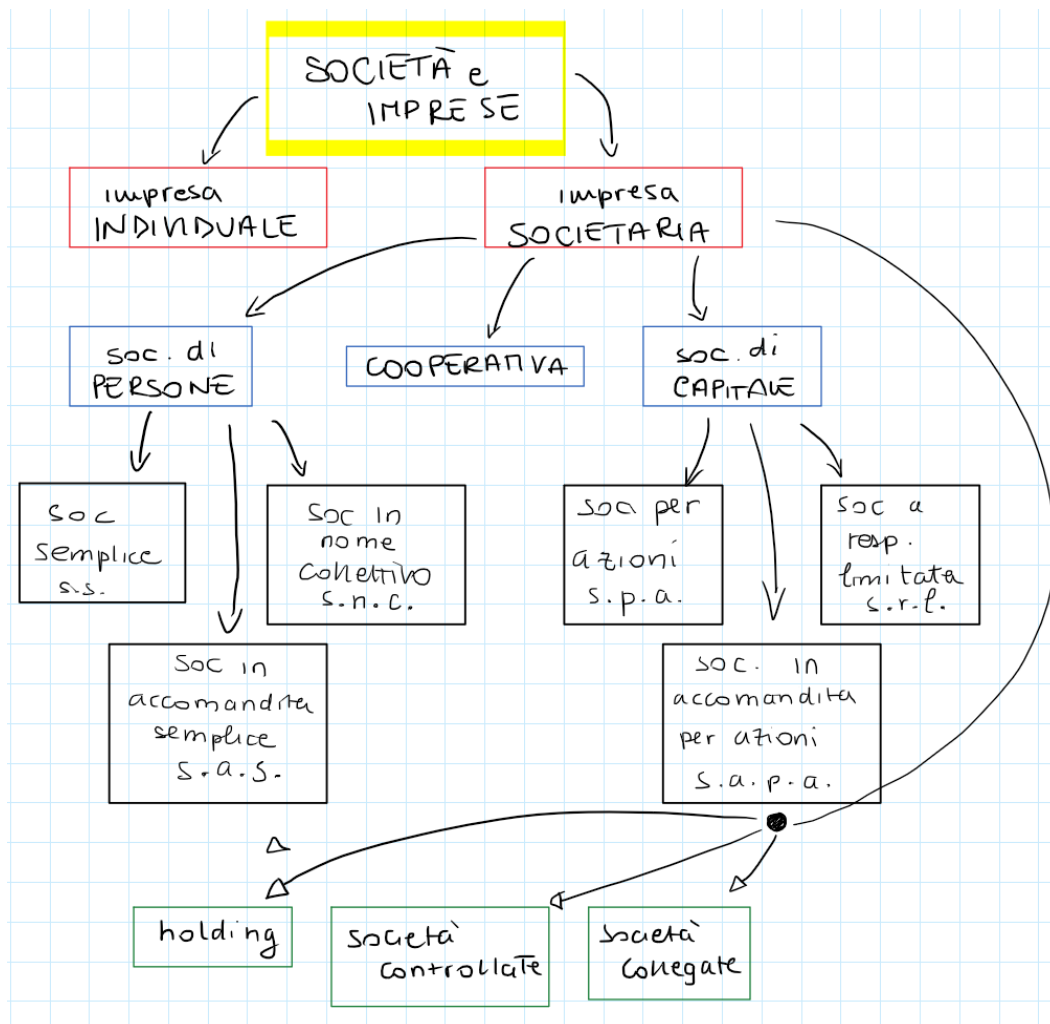 SOCIETÀ e
IMPRESE
impresa
INDIVIDUALE
impresa
SOCIETARIA
soc. di
PERSONE
COOPERATIVA
soc. di
CAPITALE
soc
semplice
s.s.
soc in
nome
collettivo
s.n.c.
soc per
azioni
s.p.a.
soc a
resp.
limitata
s.r.l.
soc in
accomandita
semplice
s.a.s.
soc. in
accomandita
per azioni
s.a.p.a.
holding
società
controllate
società
collegate